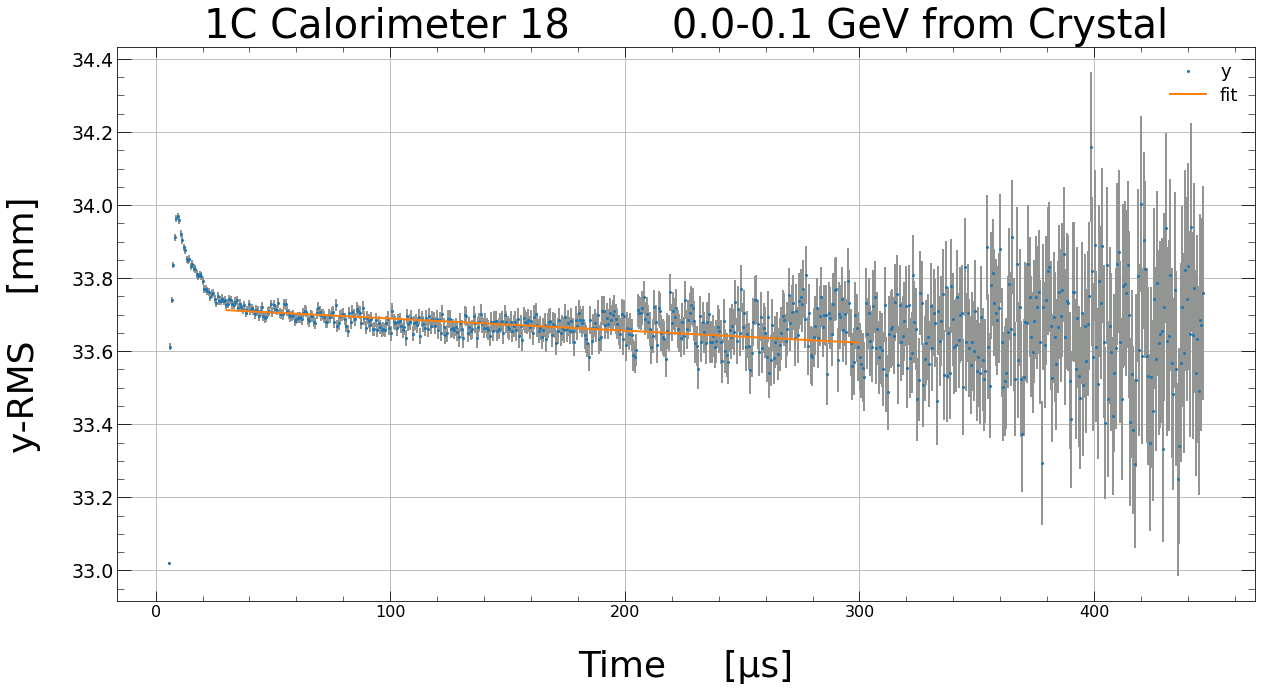 1C Calorimeter 18 0.0-0.1 GeV from Crystal
y-RMS [mm]
34.4
34.2
34.0
33.8
33.6
33.4
33.2
33.0
y
fit
0 100 200 300 400
Time [μs]